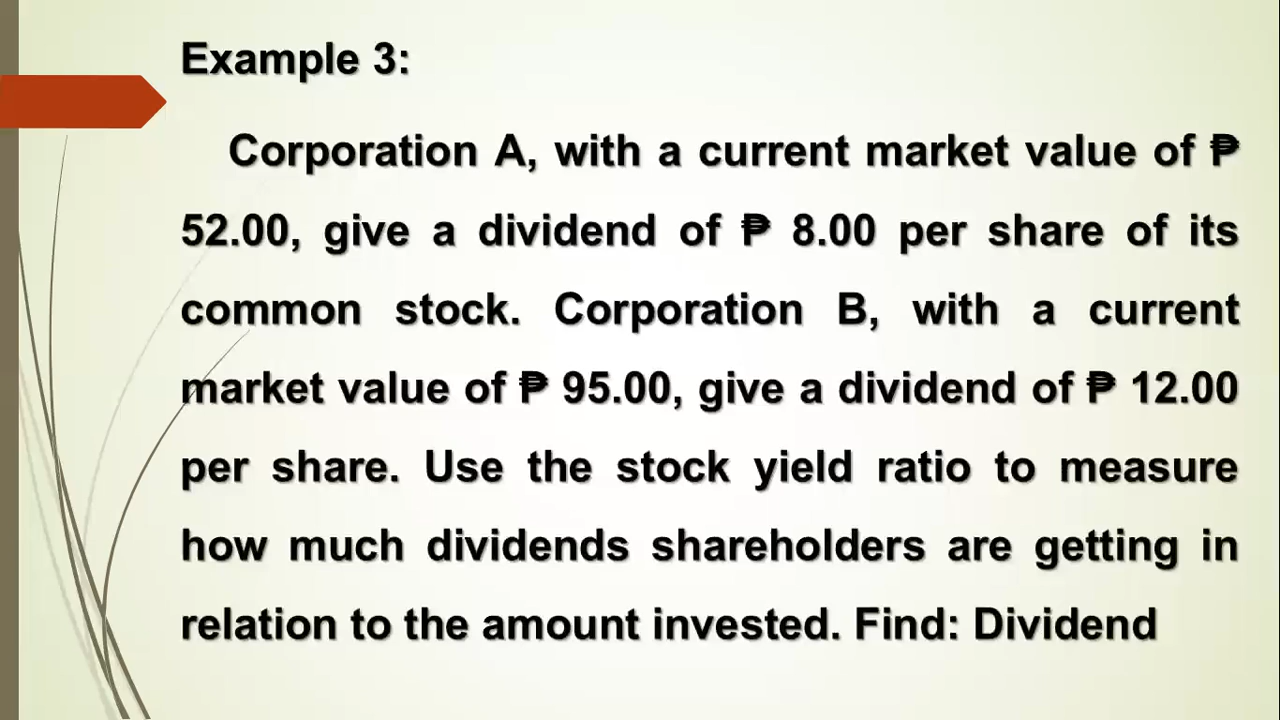 Example 3:
Corporation A, with a current market value of ₱
52.00, give a dividend of ₱ 8.00 per share of its
common stock. Corporation B, with a current
market value of ₱ 95.00, give a dividend of ₱ 12.00
per share. Use the stock yield ratio to measure
how much dividends shareholders are getting in
relation to the amount invested. Find: Dividend